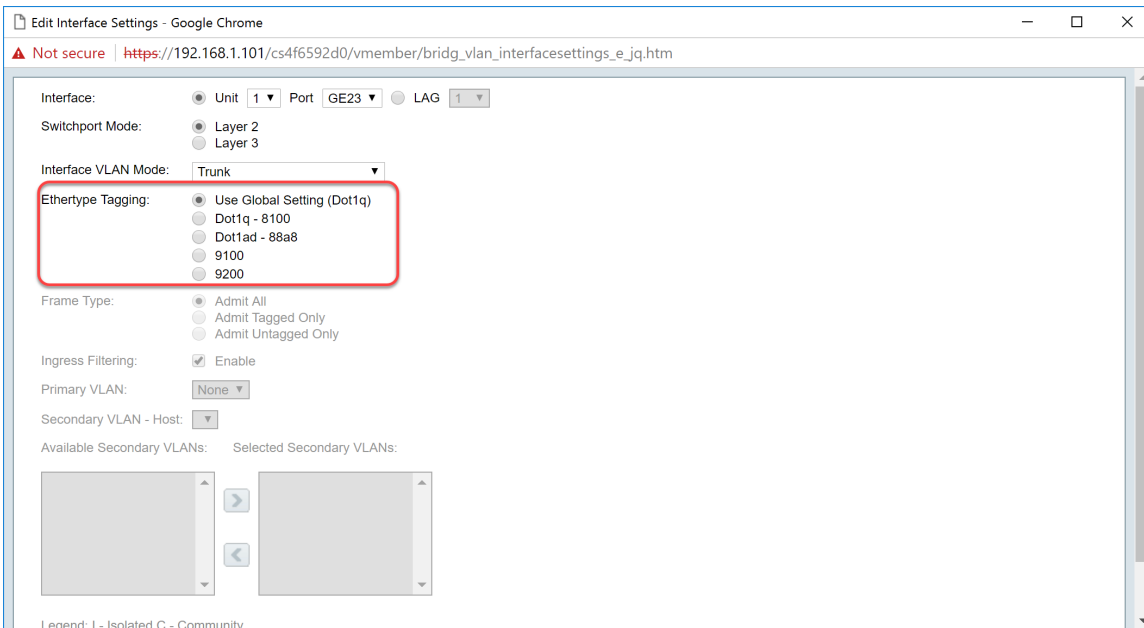 Edit Interface Settings - Google Chrome
Not secure | https://192.168.1.101/cs4f6592d0/vmember/bridg_vlan_interfacesettings_e_jq.htm
Interface: Unit 1 Port GE23 LAG 1
Switchport Mode: Layer 2
Layer 3
Interface VLAN Mode: Trunk
Ethertype Tagging: Use Global Setting (Dot1q)
Dot1q - 8100
Dot1ad - 88a8
9100
9200
Frame Type: Admit All
Admit Tagged Only
Admit Untagged Only
Ingress Filtering: Enable
Primary VLAN: None
Secondary VLAN - Host:
Available Secondary VLANs: Selected Secondary VLANs:
Legend: I - Isolated C - Community